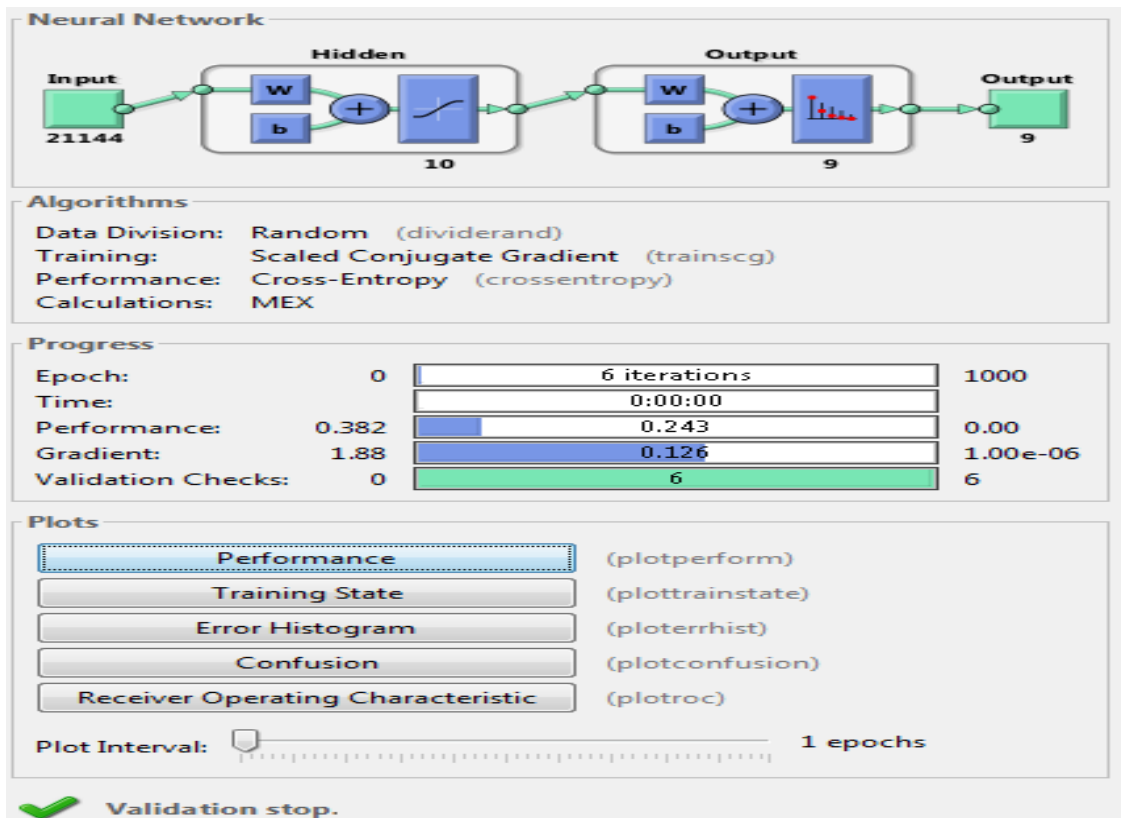 Neural Network
Hidden
Output
Input
W
b
+
W
b
+
Output
21144
10
9
9
Algorithms
Data Division: Random (dividerand)
Training: Scaled Conjugate Gradient (trainscg)
Performance: Cross-Entropy (crossentropy)
Calculations: MEX
Progress
Epoch: 0 6 iterations 1000
Time: 0:00:00
Performance: 0.382 0.243 0.00
Gradient: 1.88 0.126 1.00e-06
Validation Checks: 0 6 6
Plots
Performance (plotperform)
Training State (plottrainstate)
Error Histogram (ploterrhist)
Confusion (plotconfusion)
Receiver Operating Characteristic (plotroc)
Plot Interval: 1 epochs
Validation stop.